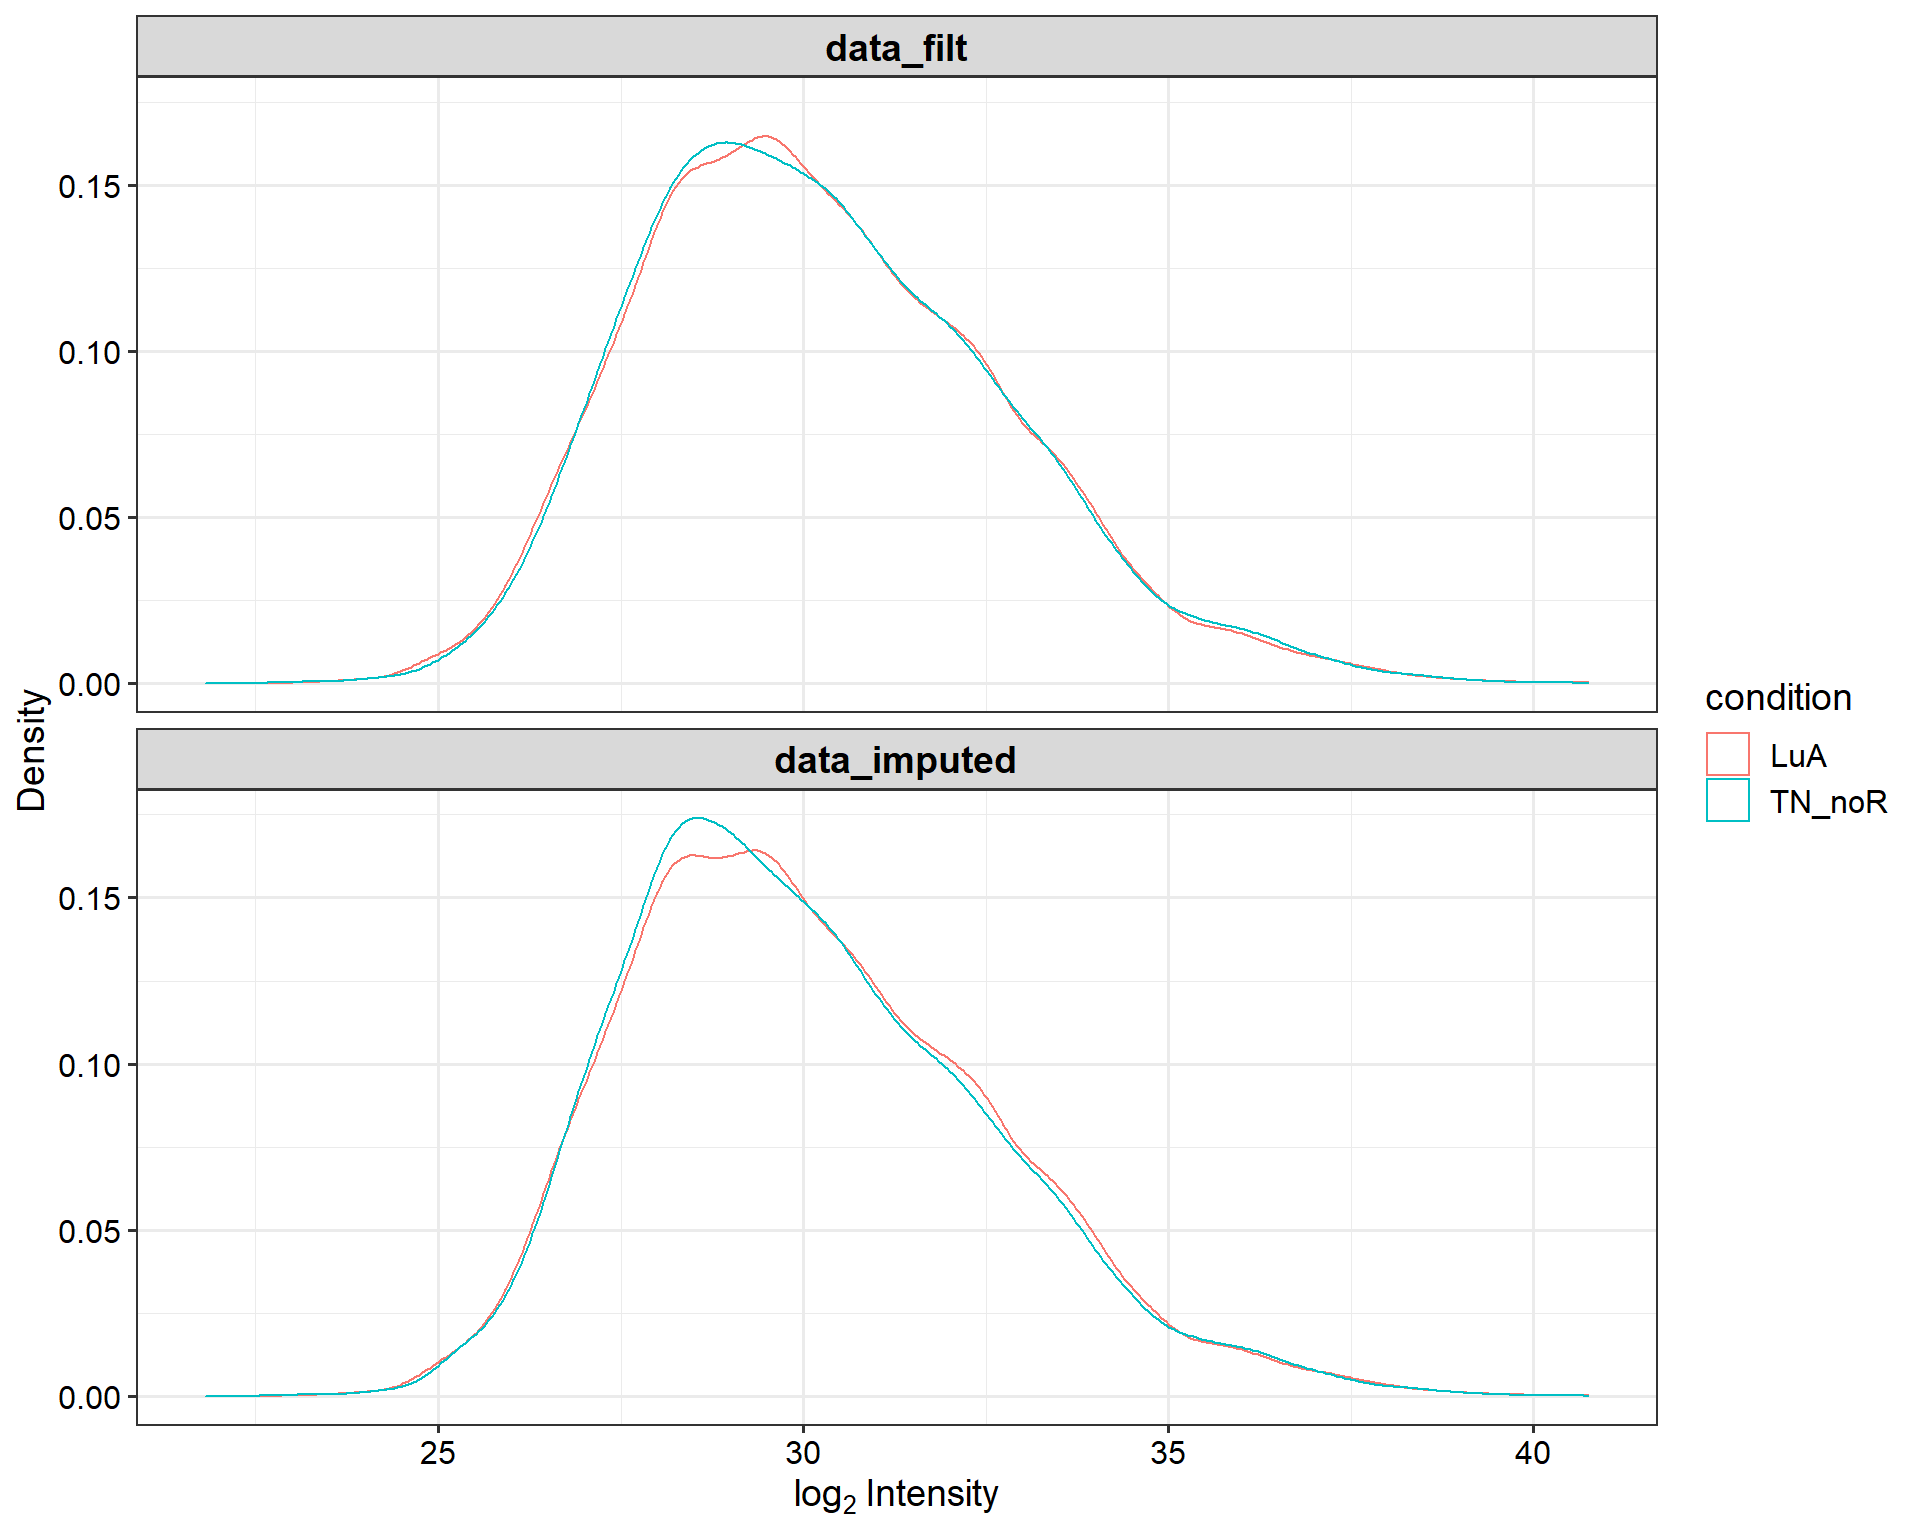 data_filt
0.15
0.10
0.05
0.00
data_imputed
0.15
0.10
0.05
0.00
25 30 35 40
log2 Intensity
Density
condition
LuA
TN_noR